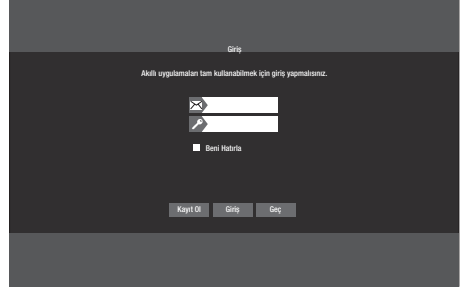 Giriş
Akıllı uygulamaları tam kullanabilmek için giriş yapmalısınız.
Beni Hatırla
Kayıt Ol Giriş Geç